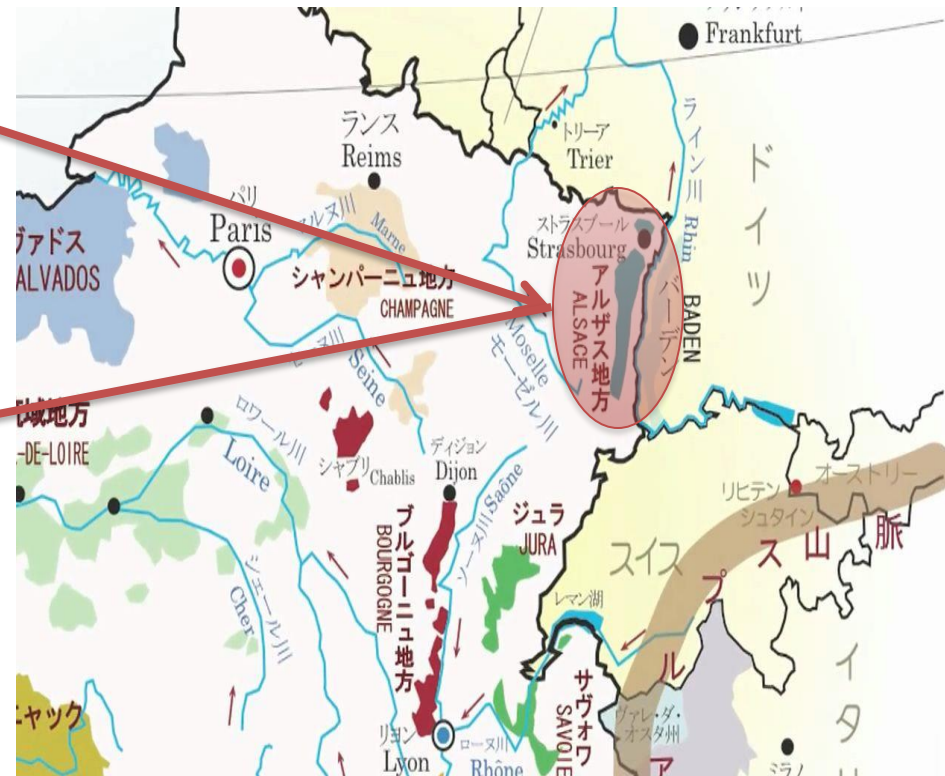 Frankfurt
ランス
Reims
トリーア
Trier
ライン川 Rhin
ドイツ
パリ
Paris
Marne
ストラスブール
Strasbourg
ヴァドス
ALVADOS
シャンパーニュ地方
CHAMPAGNE
アルザス地方
ALSACE
バーデン
BADEN
Moselle
モーゼル川
Seine
域地方
-DE-LOIRE
ロワール川
Loire
シャブリ Chablis
ディジョン
Dijon
ソーヌ川 Saône
ブルゴーニュ地方
BOURGOGNE
ジュラ
JURA
オーストリー
リヒテン
シュタイン
スイス
アルプス山脈
レマン湖
シェール川
Cher
サヴォワ
SAVOIE
ヴァレ・ダ・
オスタ州
イタ
ニャック
リヨン
Lyon
ローヌ川
Rhône